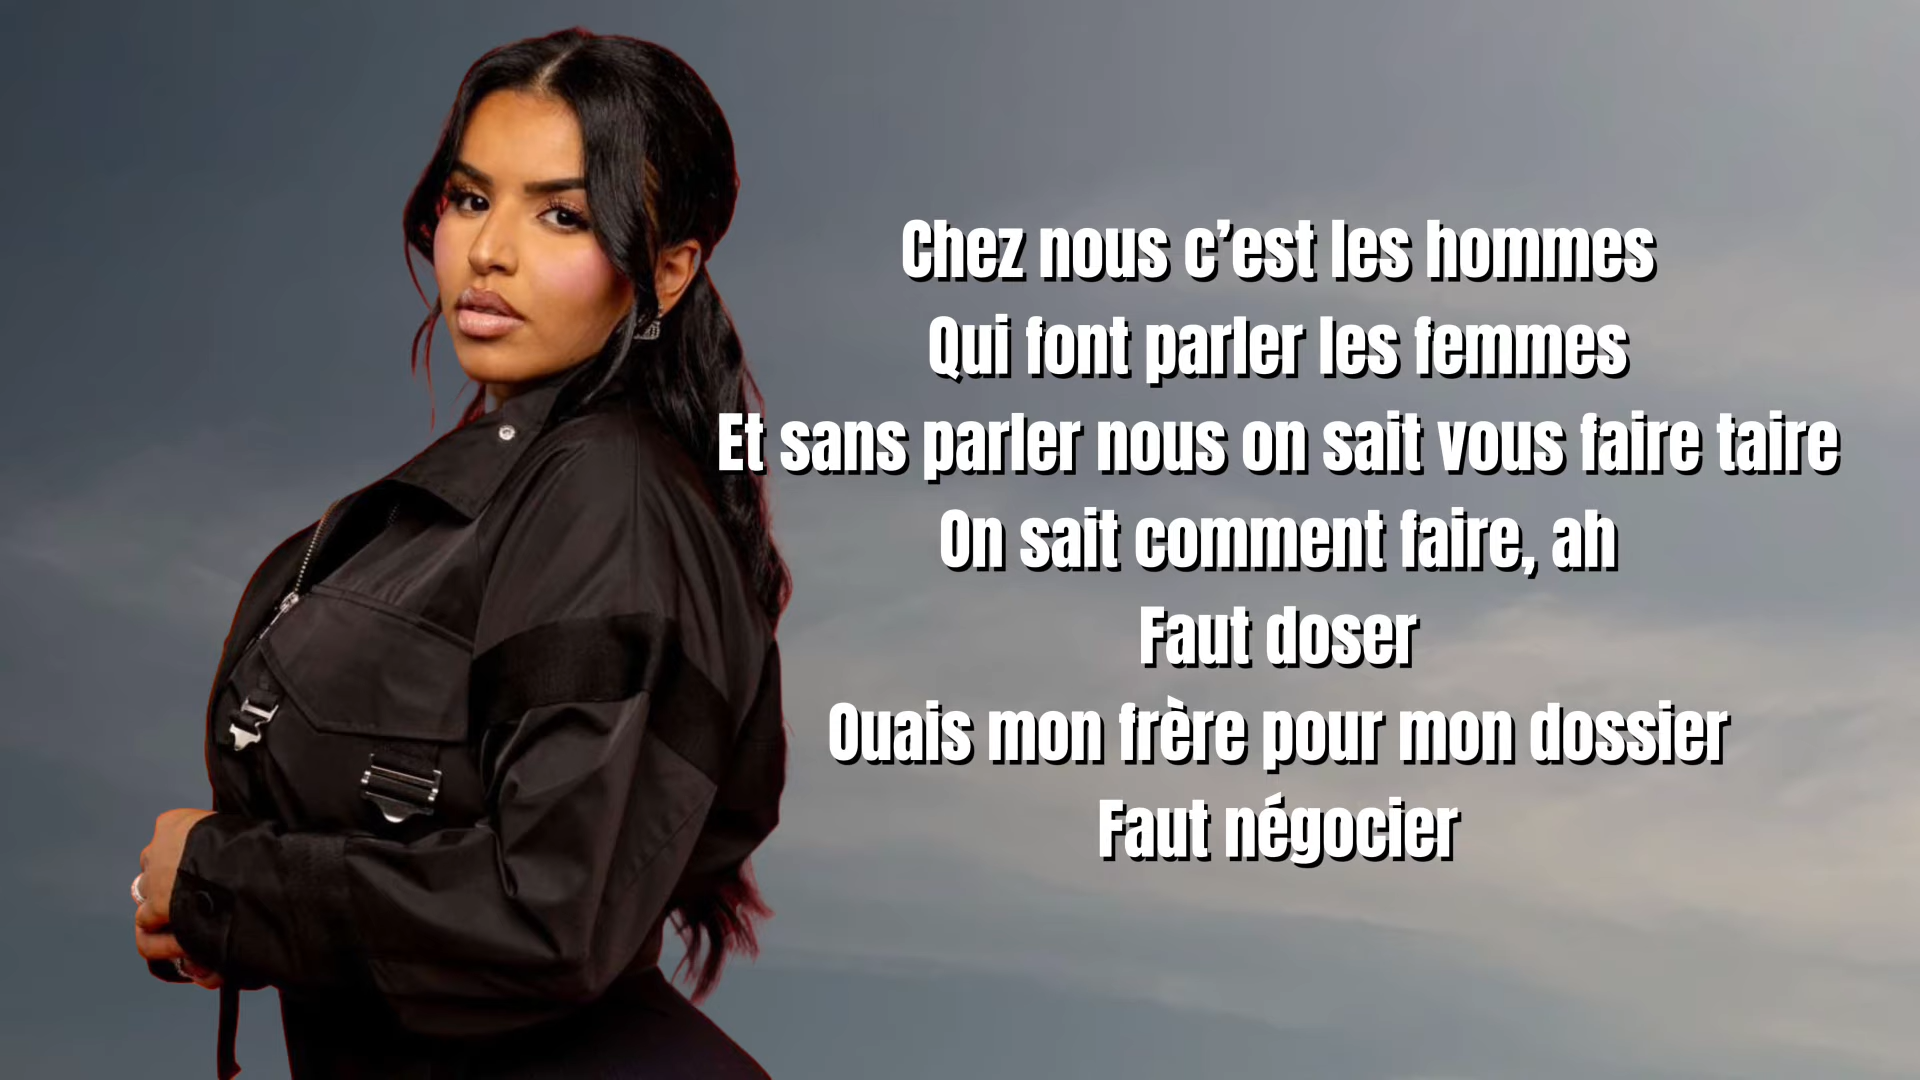 Chez nous c’est les hommes
Qui font parler les femmes
Et sans parler nous on sait vous faire taire
On sait comment faire, ah
Faut doser
Ouais mon frère pour mon dossier
Faut négocier